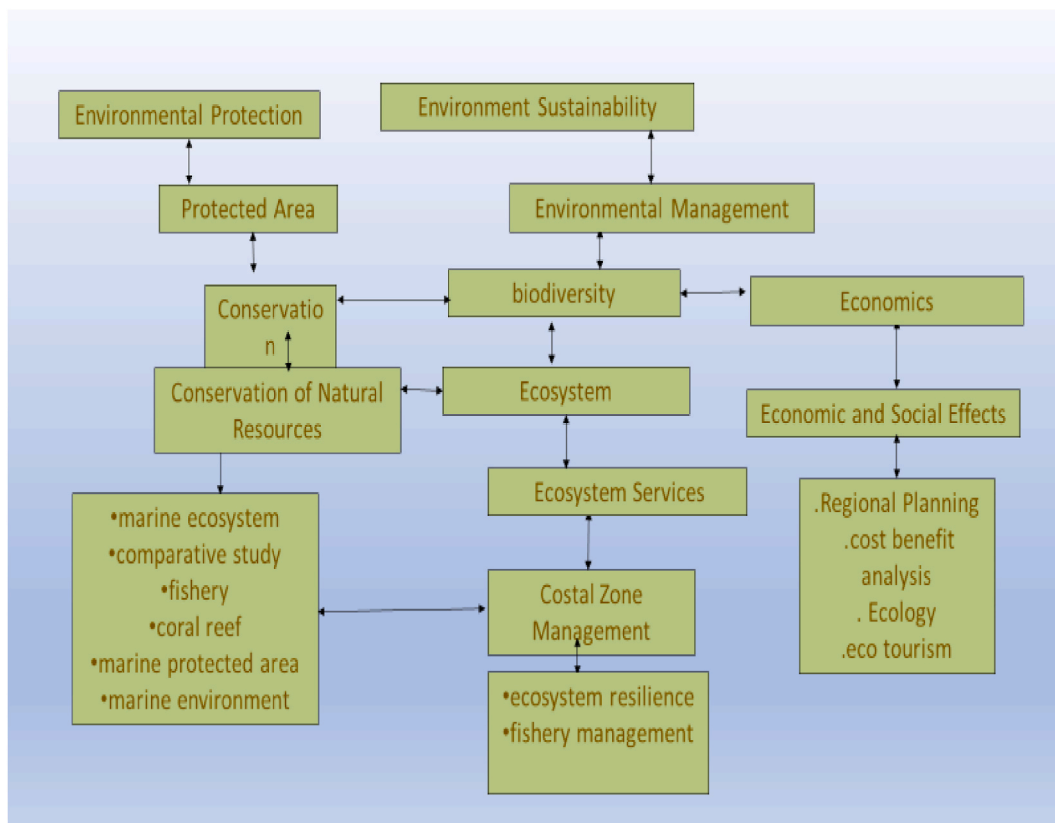 Environmental Protection
Environment Sustainability
Protected Area
Environmental Management
biodiversity
Economics
Conservatio
n
Conservation of Natural
Resources
Ecosystem
Economic and Social Effects
Ecosystem Services
•marine ecosystem
•comparative study
•fishery
•coral reef
•marine protected area
•marine environment
Costal Zone
Management
.Regional Planning
.cost benefit
analysis
. Ecology
.eco tourism
•ecosystem resilience
•fishery management